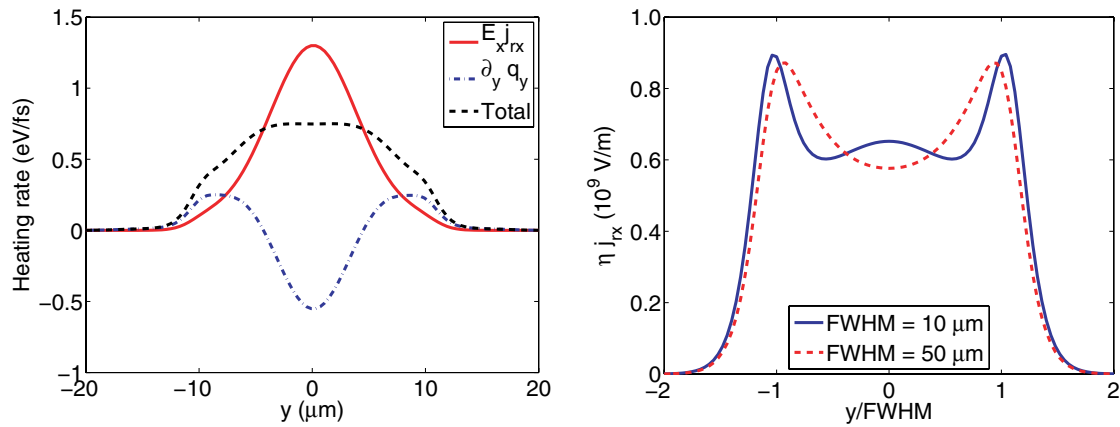 1.5
1
0.5
0
−0.5
−1
Heating rate (eV/fs)
E_x j_rx
∂_y q_y
Total
−20 −10 0 10 20
y (μm)
1.0
0.8
0.6
0.4
0.2
0
η j_rx (10^9 V/m)
FWHM = 10 μm
FWHM = 50 μm
−2 −1 0 1 2
y/FWHM